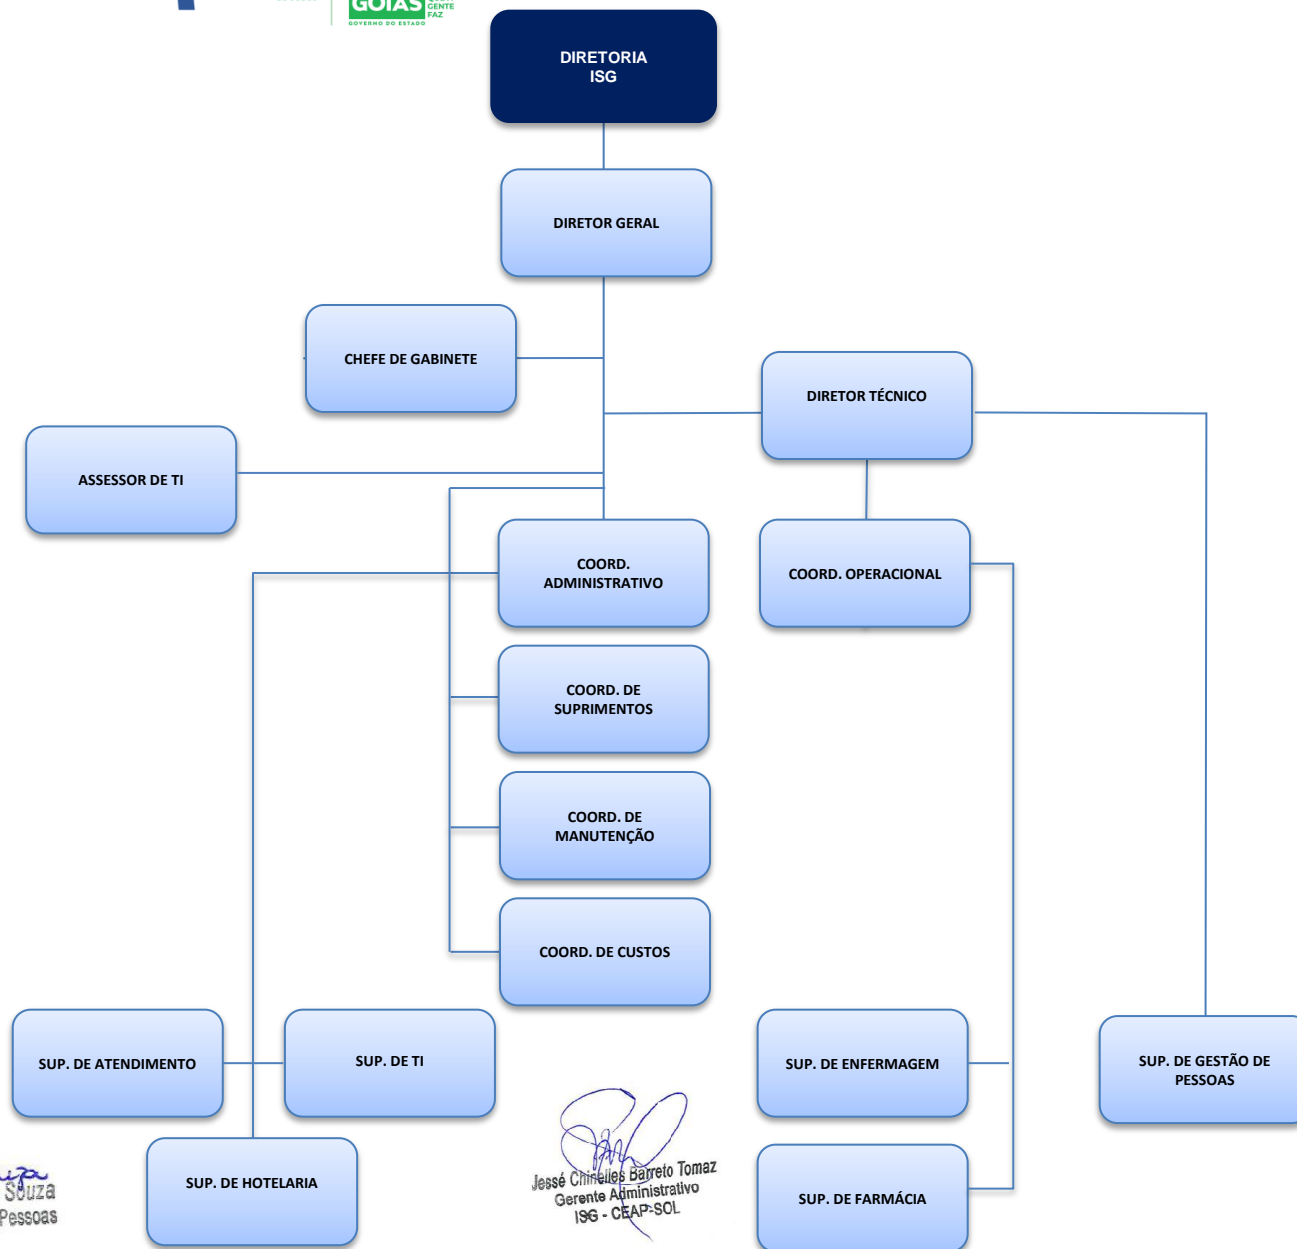 GOIÁS
GENTE
FAZ
GOVERNO DO ESTADO
DIRETORIA
ISG
DIRETOR GERAL
CHEFE DE GABINETE
DIRETOR TÉCNICO
ASSESSOR DE TI
COORD.
ADMINISTRATIVO
COORD. OPERACIONAL
COORD. DE
SUPRIMENTOS
COORD. DE
MANUTENÇÃO
COORD. DE CUSTOS
SUP. DE ATENDIMENTO
SUP. DE TI
SUP. DE ENFERMAGEM
SUP. DE GESTÃO DE
PESSOAS
SUP. DE HOTELARIA
SUP. DE FARMÁCIA
Souza
Pessoas
Jessé Chirelles Barreto Tomaz
Gerente Administrativo
ISG - CEAP-SOL